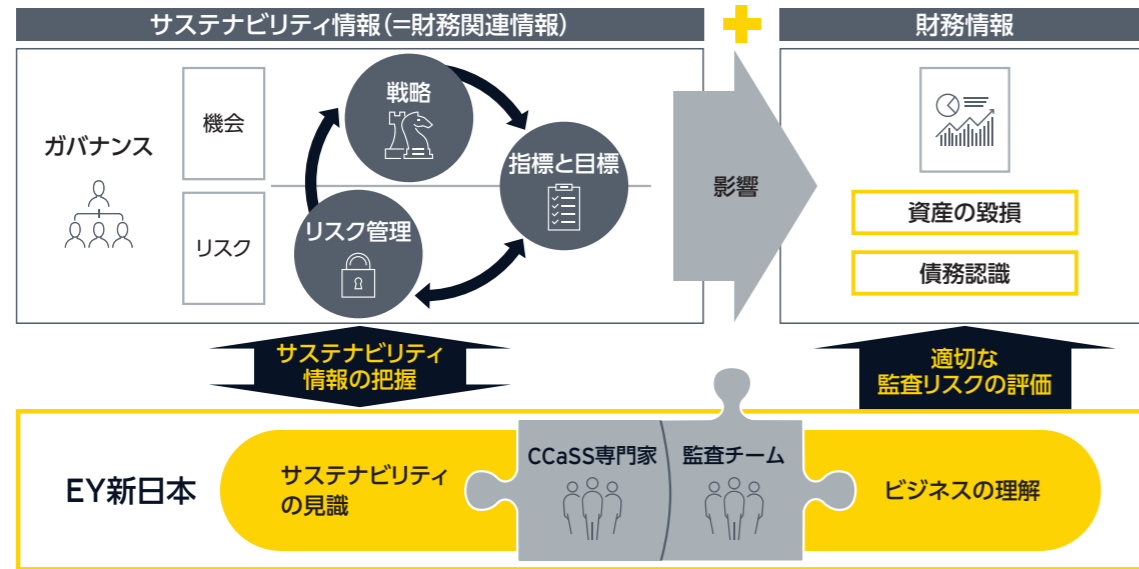 サステナビリティ情報(=財務関連情報)
財務情報
ガバナンス
機会
リスク
戦略
指標と目標
リスク管理
影響
資産の毀損
債務認識
サステナビリティ
情報の把握
適切な
監査リスクの評価
EY新日本
サステナビリティ
の見識
CCaSS専門家
監査チーム
ビジネスの理解